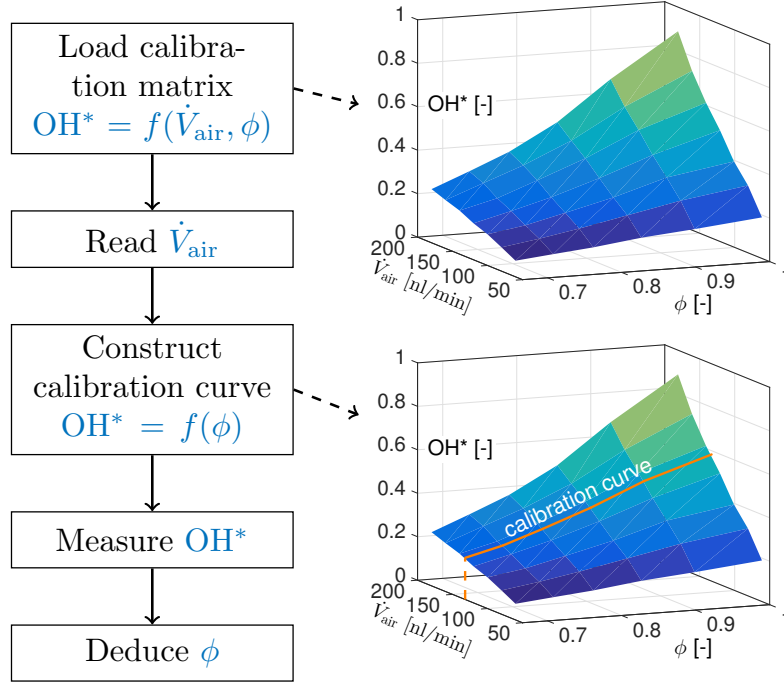 Load calibra-
tion matrix
OH* = f(V̇air, ϕ)
Read V̇air
Construct
calibration curve
OH* = f(ϕ)
Measure OH*
Deduce ϕ
1
0.8
0.6
0.4
0.2
0
OH* [-]
200
150
100
50
V̇air [nl/min]
0.7
0.8
0.9
1
ϕ [-]
1
0.8
0.6
0.4
0.2
0
OH* [-]
calibration curve
200
150
100
50
V̇air [nl/min]
0.7
0.8
0.9
ϕ [-]